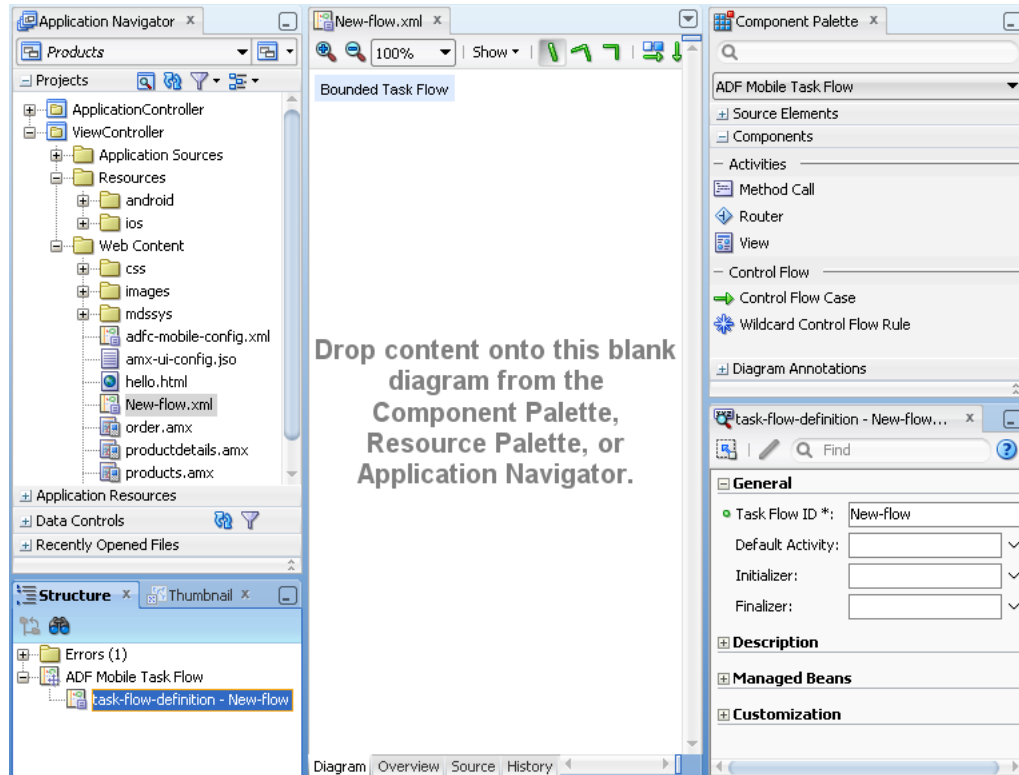 Application Navigator
Products
Projects
ApplicationController
ViewController
Application Sources
Resources
android
ios
Web Content
css
images
mdssys
adfc-mobile-config.xml
amx-ui-config.jso
hello.html
New-flow.xml
order.amx
productdetails.amx
products.amx
Application Resources
Data Controls
Recently Opened Files
Structure
Thumbnail
Errors (1)
ADF Mobile Task Flow
task-flow-definition - New-flow
New-flow.xml
100%
Show
Bounded Task Flow
Drop content onto this blank
diagram from the
Component Palette,
Resource Palette, or
Application Navigator.
Diagram Overview Source History
Component Palette
ADF Mobile Task Flow
Source Elements
Components
Activities
Method Call
Router
View
Control Flow
Control Flow Case
Wildcard Control Flow Rule
Diagram Annotations
task-flow-definition - New-flow...
Find
General
Task Flow ID *: New-flow
Default Activity:
Initializer:
Finalizer:
Description
Managed Beans
Customization